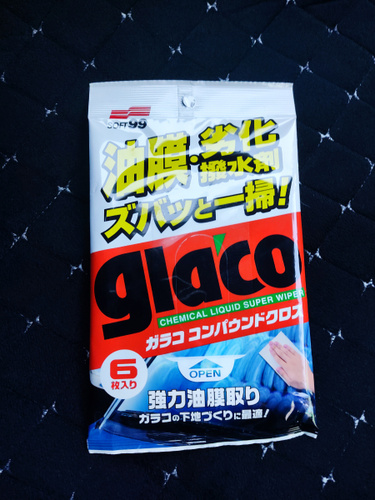 SOFT99
油膜・劣化
撥水剤
ズバッと一掃!
glaco
CHEMICAL LIQUID SUPER WIPER
ガラコ コンパウンドクロス
6
枚入り
OPEN
強力油膜取り
ガラコの下地づくりに最適!